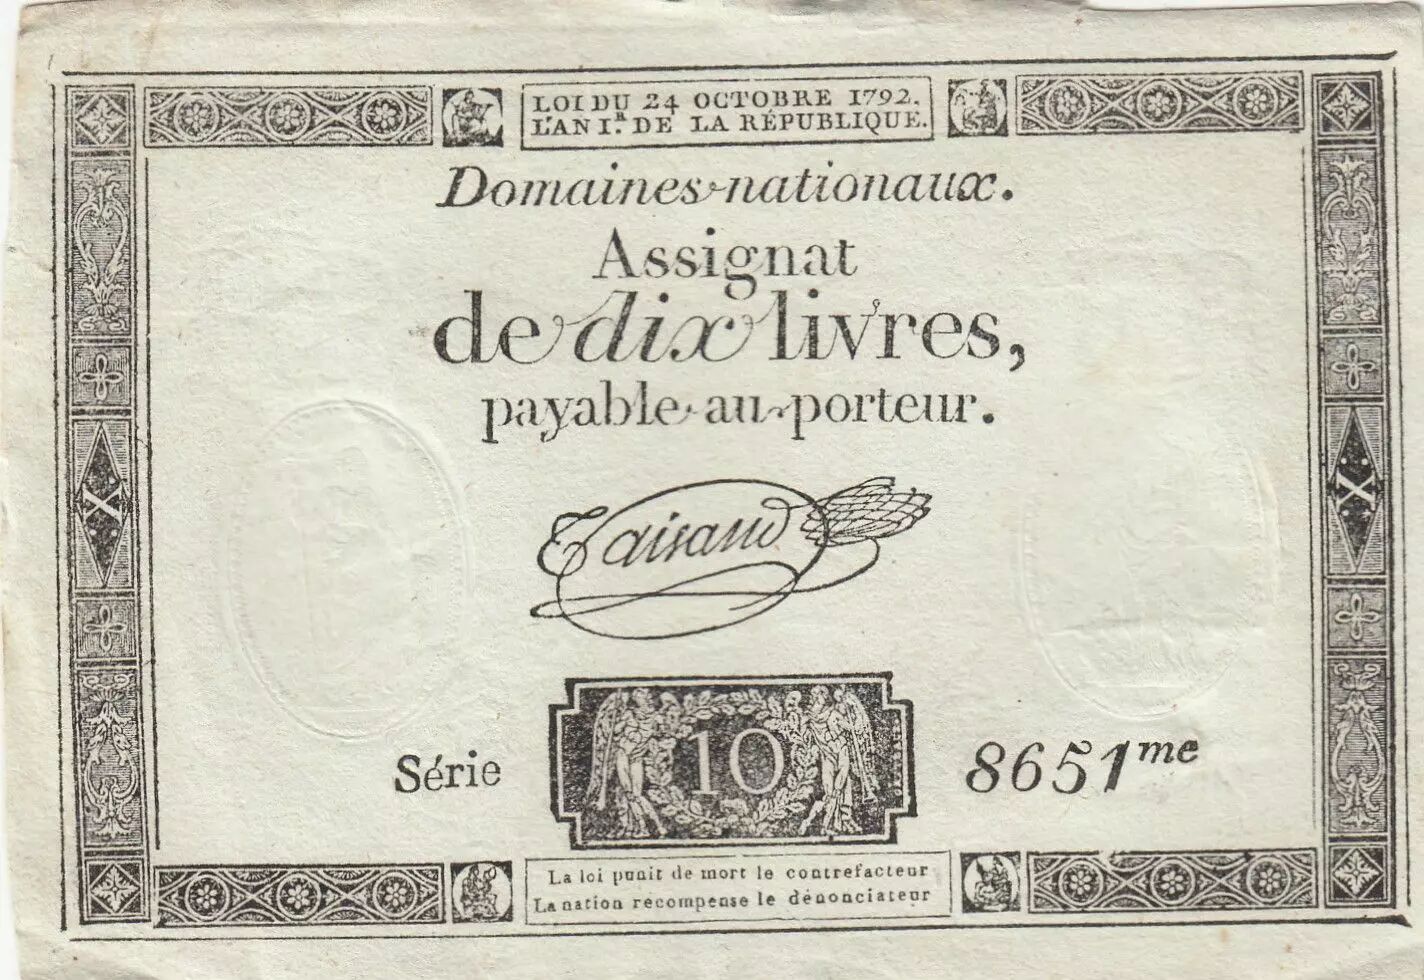 LOI DU 24 OCTOBRE 1792.
L'AN I.R DE LA RÉPUBLIQUE.
Domaines nationaux.
Assignat
de dix livres,
payable au porteur.
X X
Taisaud
Série 10 8651me
La loi punit de mort le contrefacteur
La nation récompense le dénonciateur